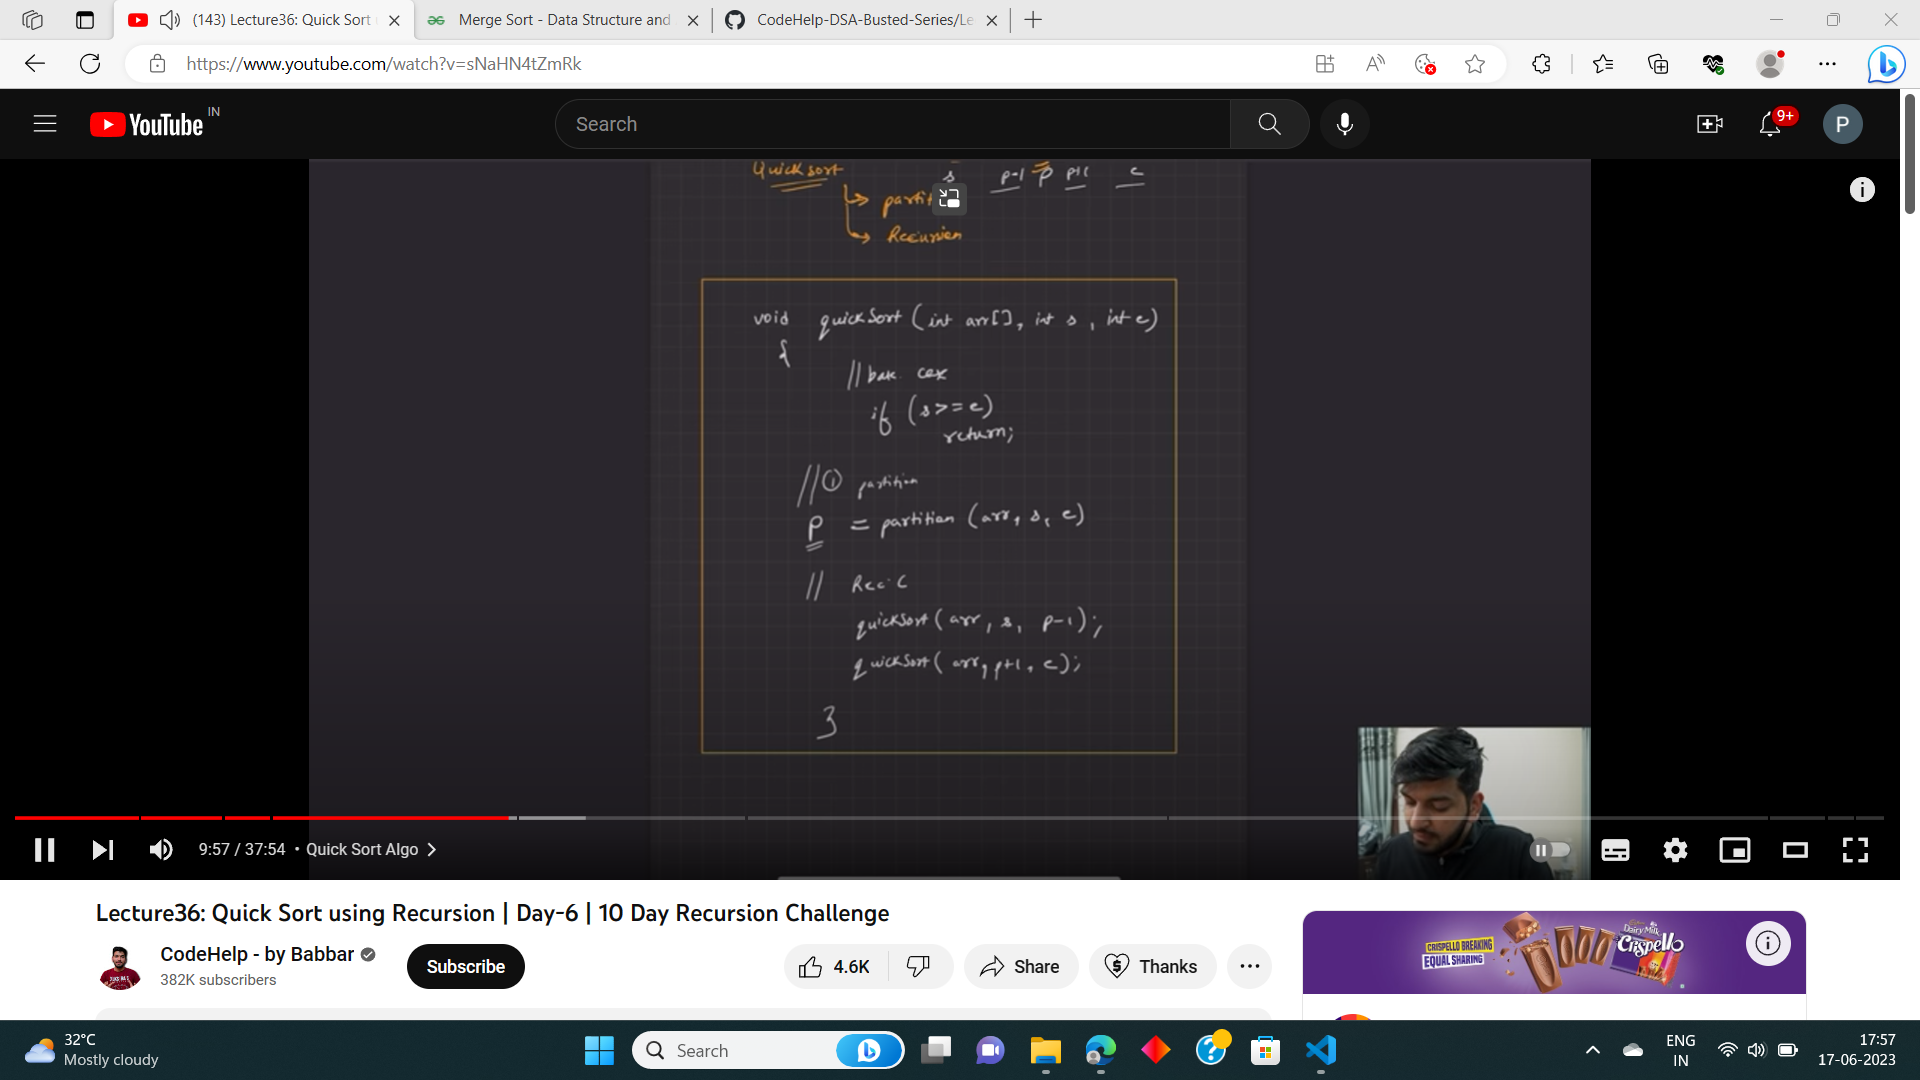 (143) Lecture36: Quick Sort
Merge Sort - Data Structure and
CodeHelp-DSA-Busted-Series/Le
https://www.youtube.com/watch?v=sNaHN4tZmRk
YouTube IN
Search
9+
P
Quicksort
s p-1 p p+1 e
partiti
Recursion
void quickSort (int arr[], int s, int e)
{
// base case
if (s>=e)
return;
// ① partition
p = partition (arr, s, e)
// Rec. C
quickSort (arr, s, p-1);
quickSort (arr, p+1, e);
}
9:57 / 37:54 • Quick Sort Algo
Lecture36: Quick Sort using Recursion | Day-6 | 10 Day Recursion Challenge
CodeHelp - by Babbar
382K subscribers
Subscribe
4.6K
Share
Thanks
CRISPELLO BREAKING
EQUAL SHARING
Dairy Milk
Crispello
32°C
Mostly cloudy
Search
ENG
IN
17:57
17-06-2023